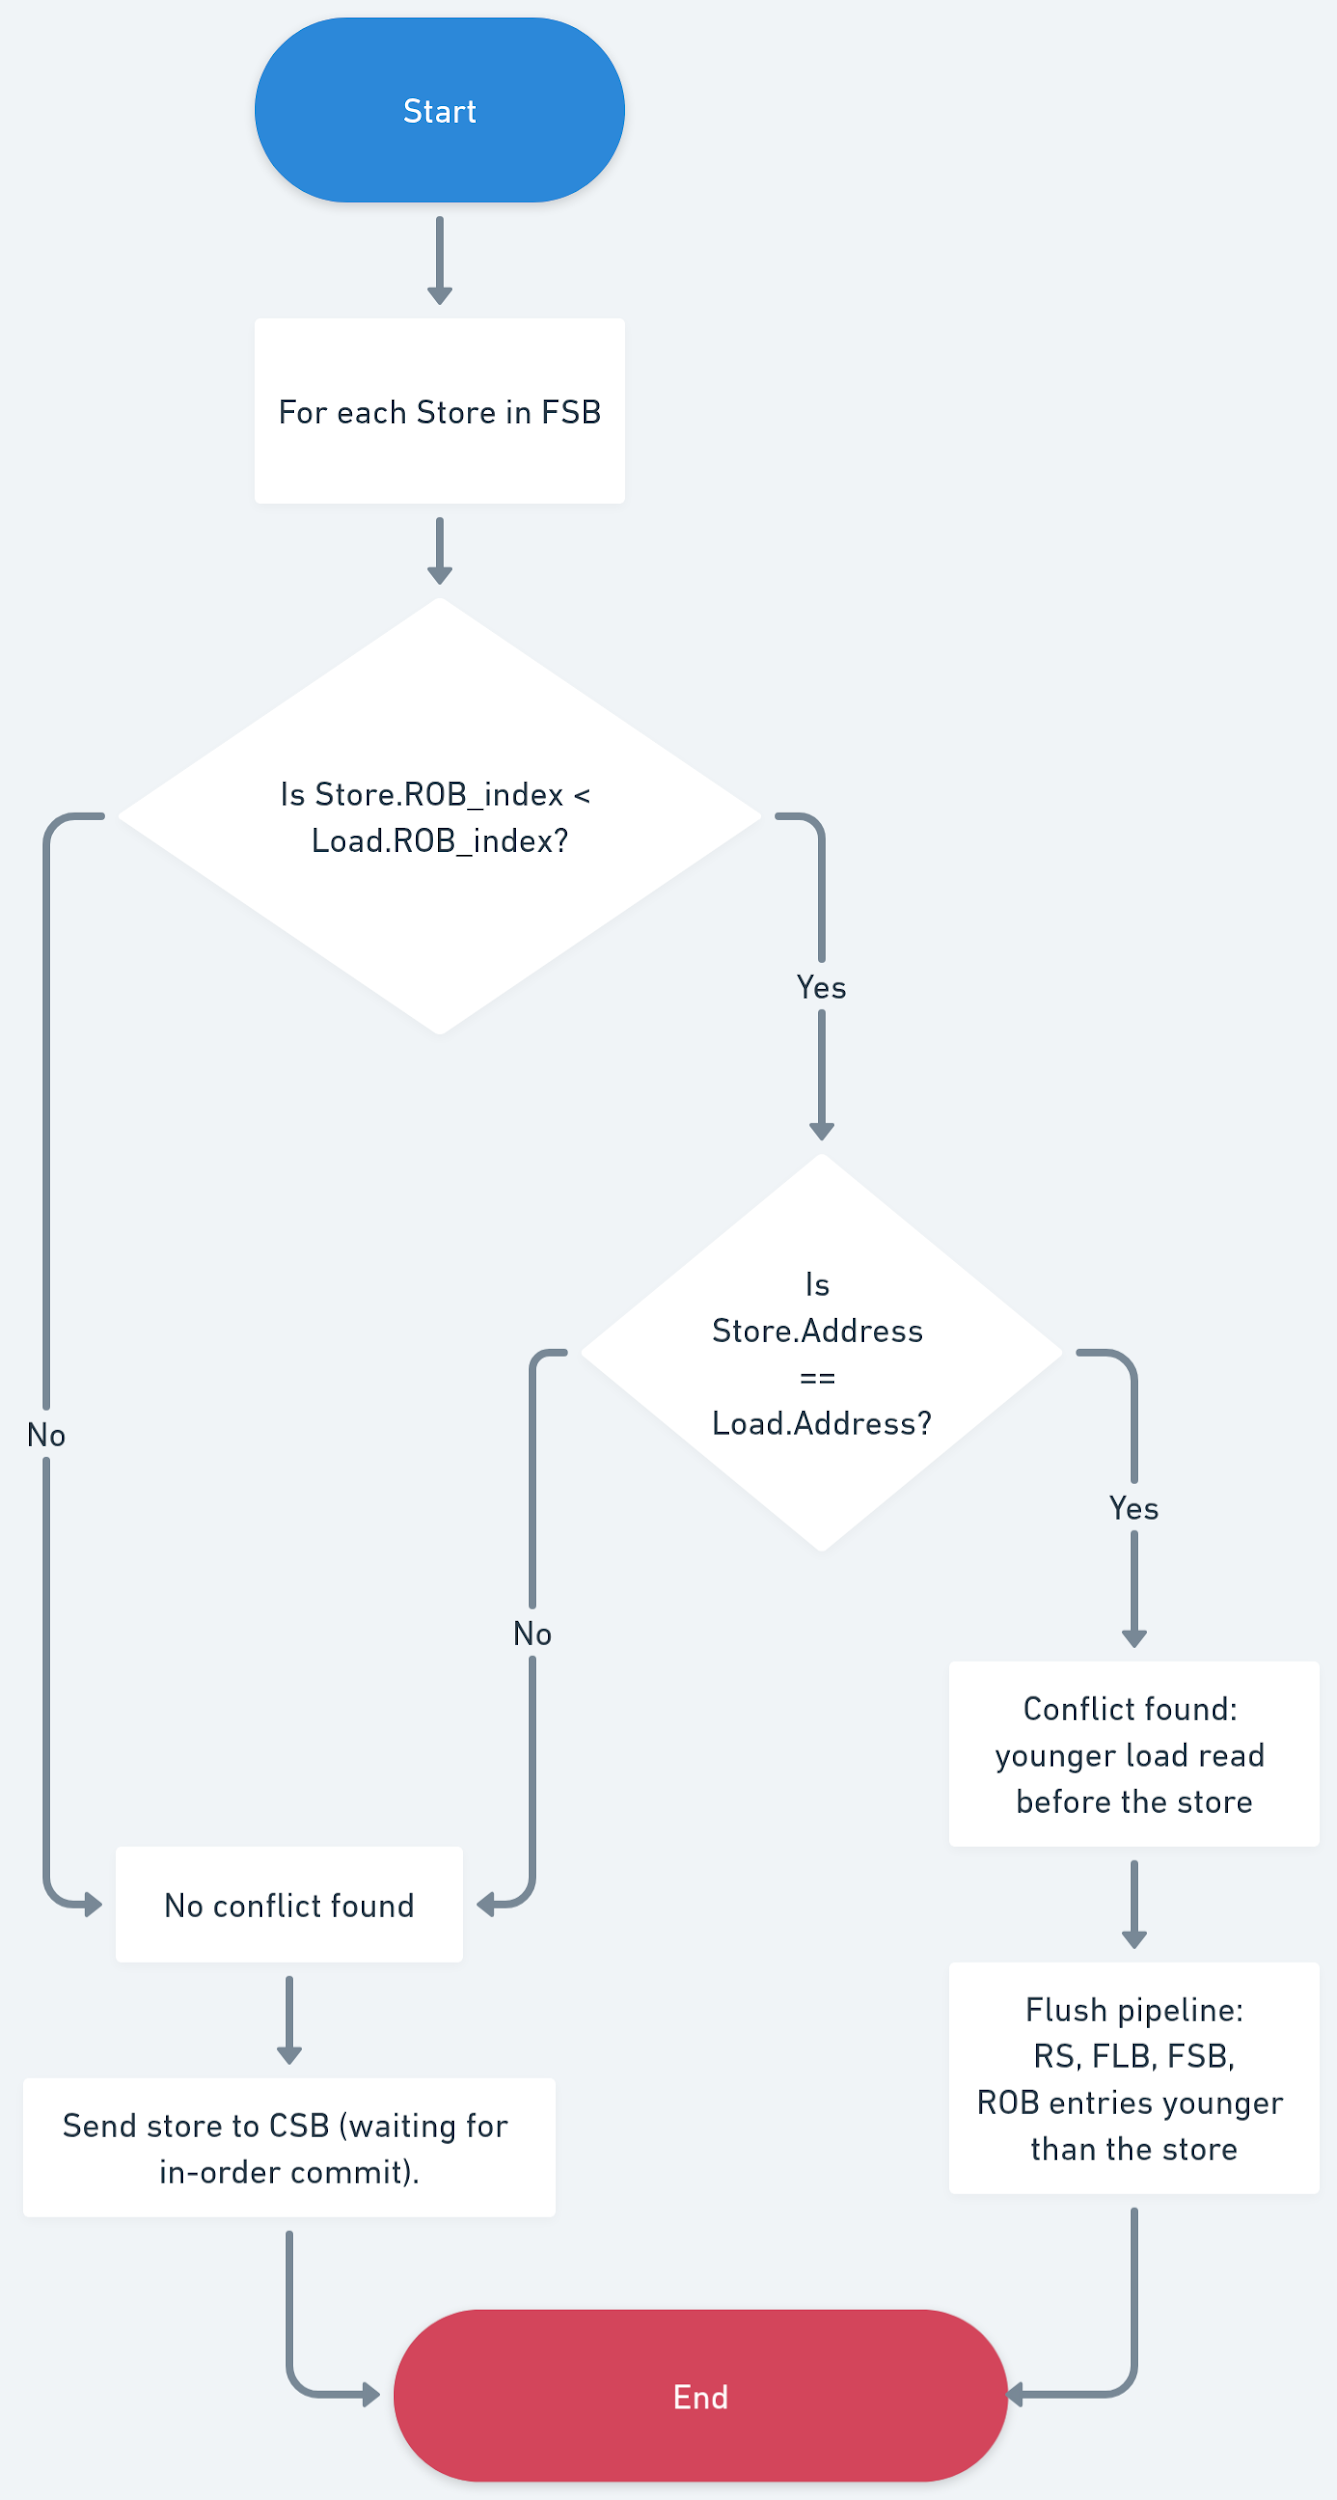 Start
For each Store in FSB
Is Store.ROB_index <
Load.ROB_index?
Yes
Is
Store.Address
==
Load.Address?
No
Yes
No
Conflict found:
younger load read
before the store
No conflict found
Flush pipeline:
RS, FLB, FSB,
ROB entries younger
than the store
Send store to CSB (waiting for
in-order commit).
End